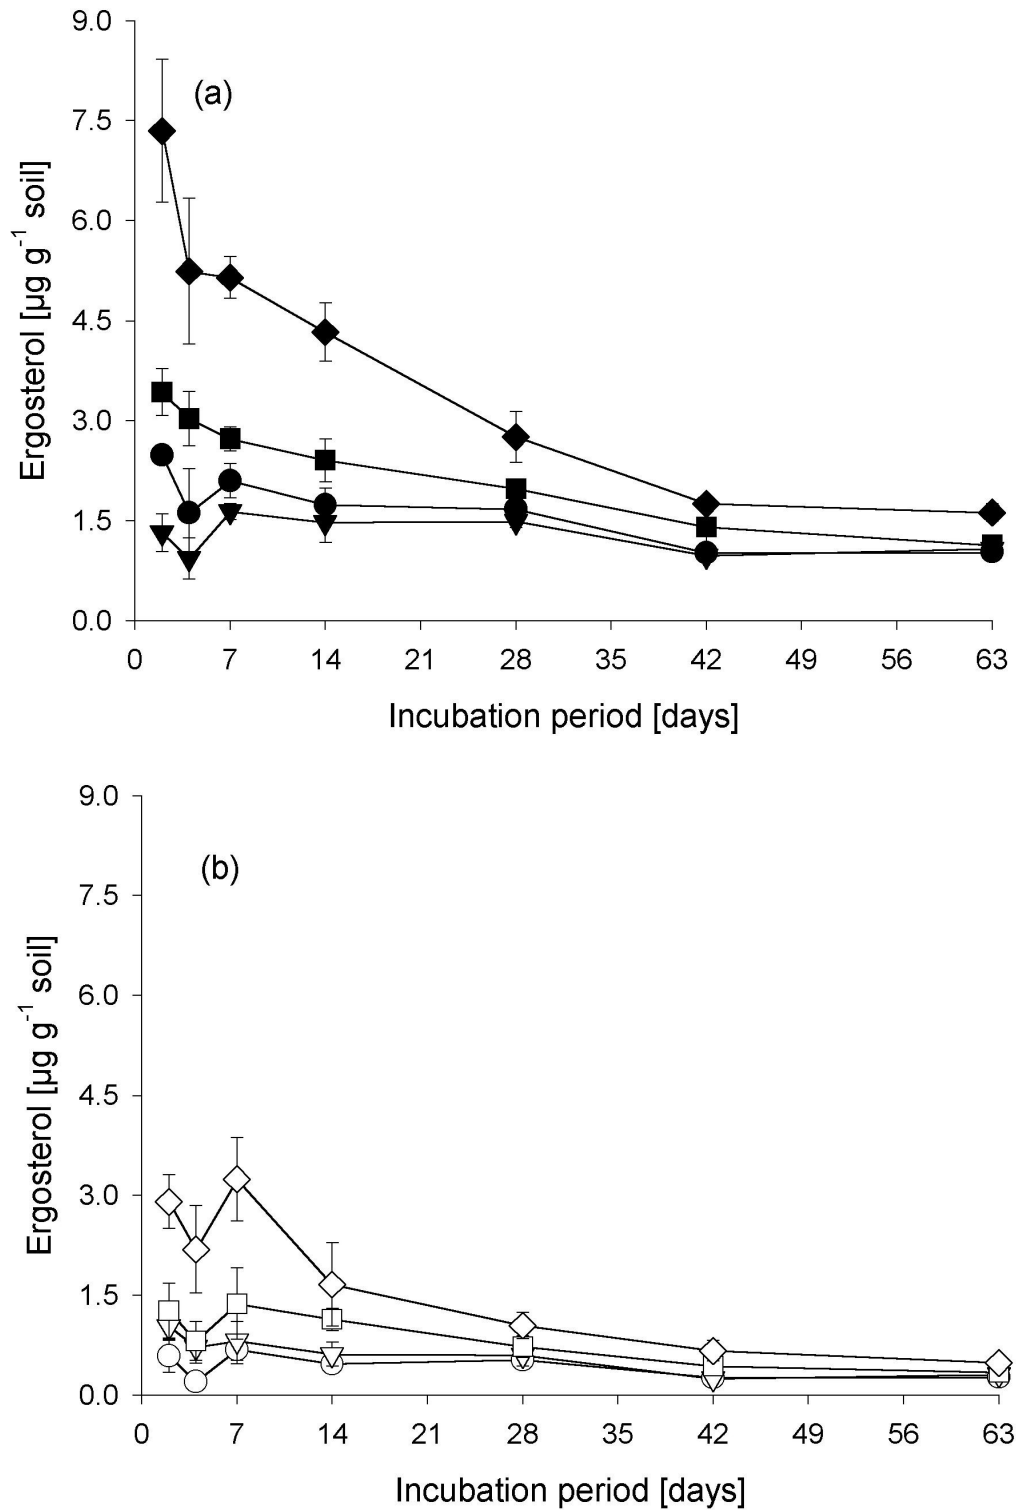 (a)
Ergosterol [µg g⁻¹ soil]
9.0
7.5
6.0
4.5
3.0
1.5
0.0
0 7 14 21 28 35 42 49 56 63
Incubation period [days]
(b)
Ergosterol [µg g⁻¹ soil]
9.0
7.5
6.0
4.5
3.0
1.5
0.0
0 7 14 21 28 35 42 49 56 63
Incubation period [days]